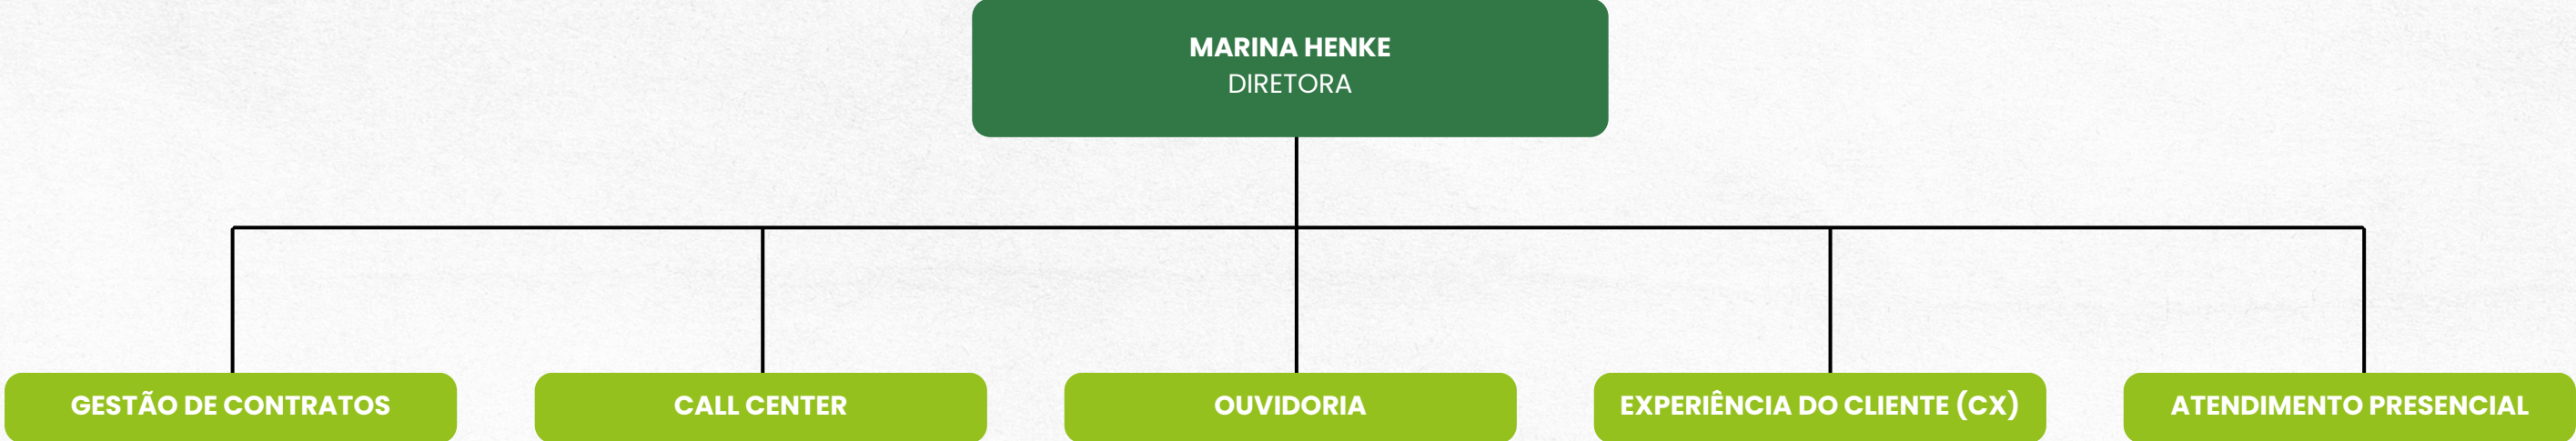 MARINA HENKE
DIRETORA
GESTÃO DE CONTRATOS
CALL CENTER
OUVIDORIA
EXPERIÊNCIA DO CLIENTE (CX)
ATENDIMENTO PRESENCIAL